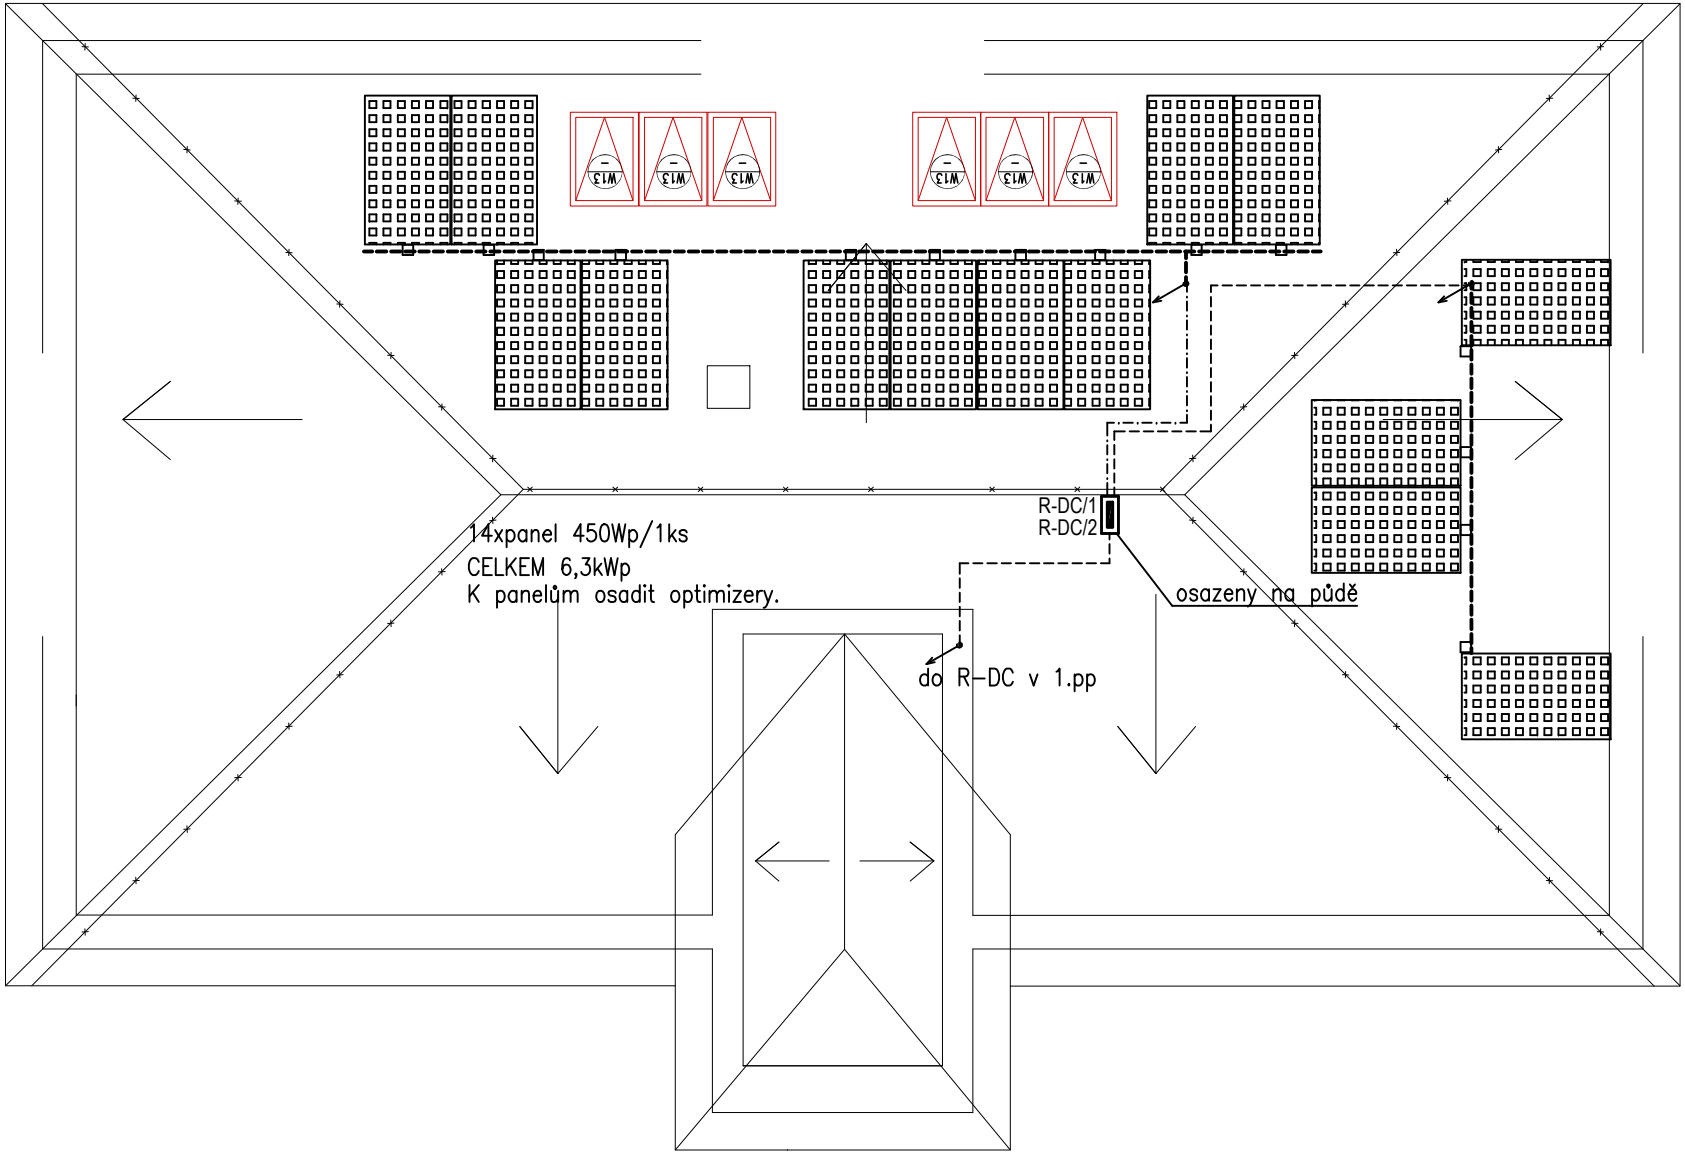 W13 W13 W13 W13 W13 W13
R-DC/1
R-DC/2
14xpanel 450Wp/1ks
CELKEM 6,3kWp
K panelům osadit optimizery.
osazeny na půdě
do R-DC v 1.pp